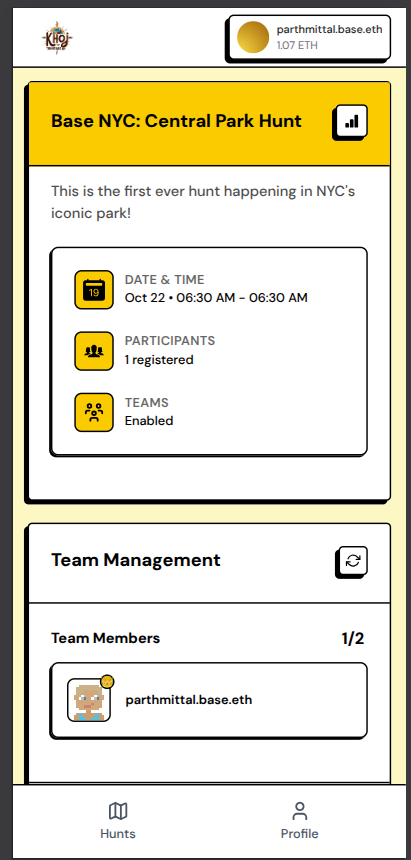 KHOJ
parthmittal.base.eth
1.07 ETH
Base NYC: Central Park Hunt
This is the first ever hunt happening in NYC's
iconic park!
19
DATE & TIME
Oct 22 • 06:30 AM - 06:30 AM
PARTICIPANTS
1 registered
TEAMS
Enabled
Team Management
Team Members
1/2
parthmittal.base.eth
Hunts
Profile